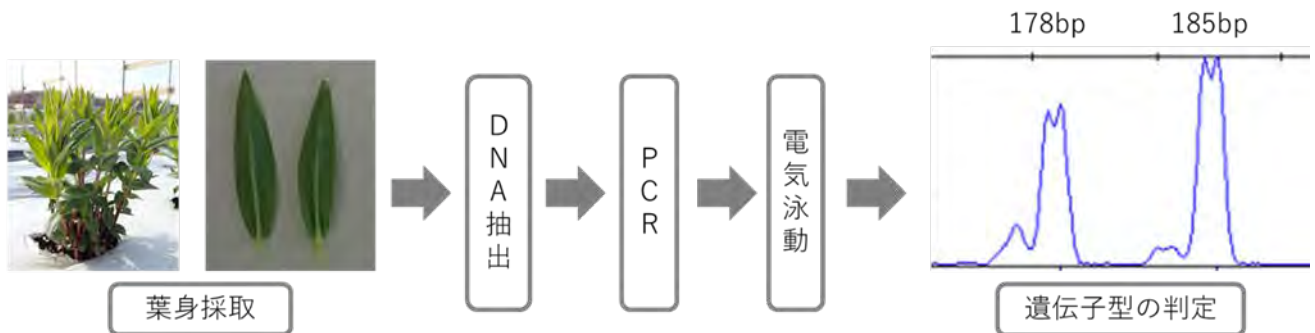 178bp
185bp
DNA抽出
PCR
電気泳動
葉身採取
遺伝子型の判定